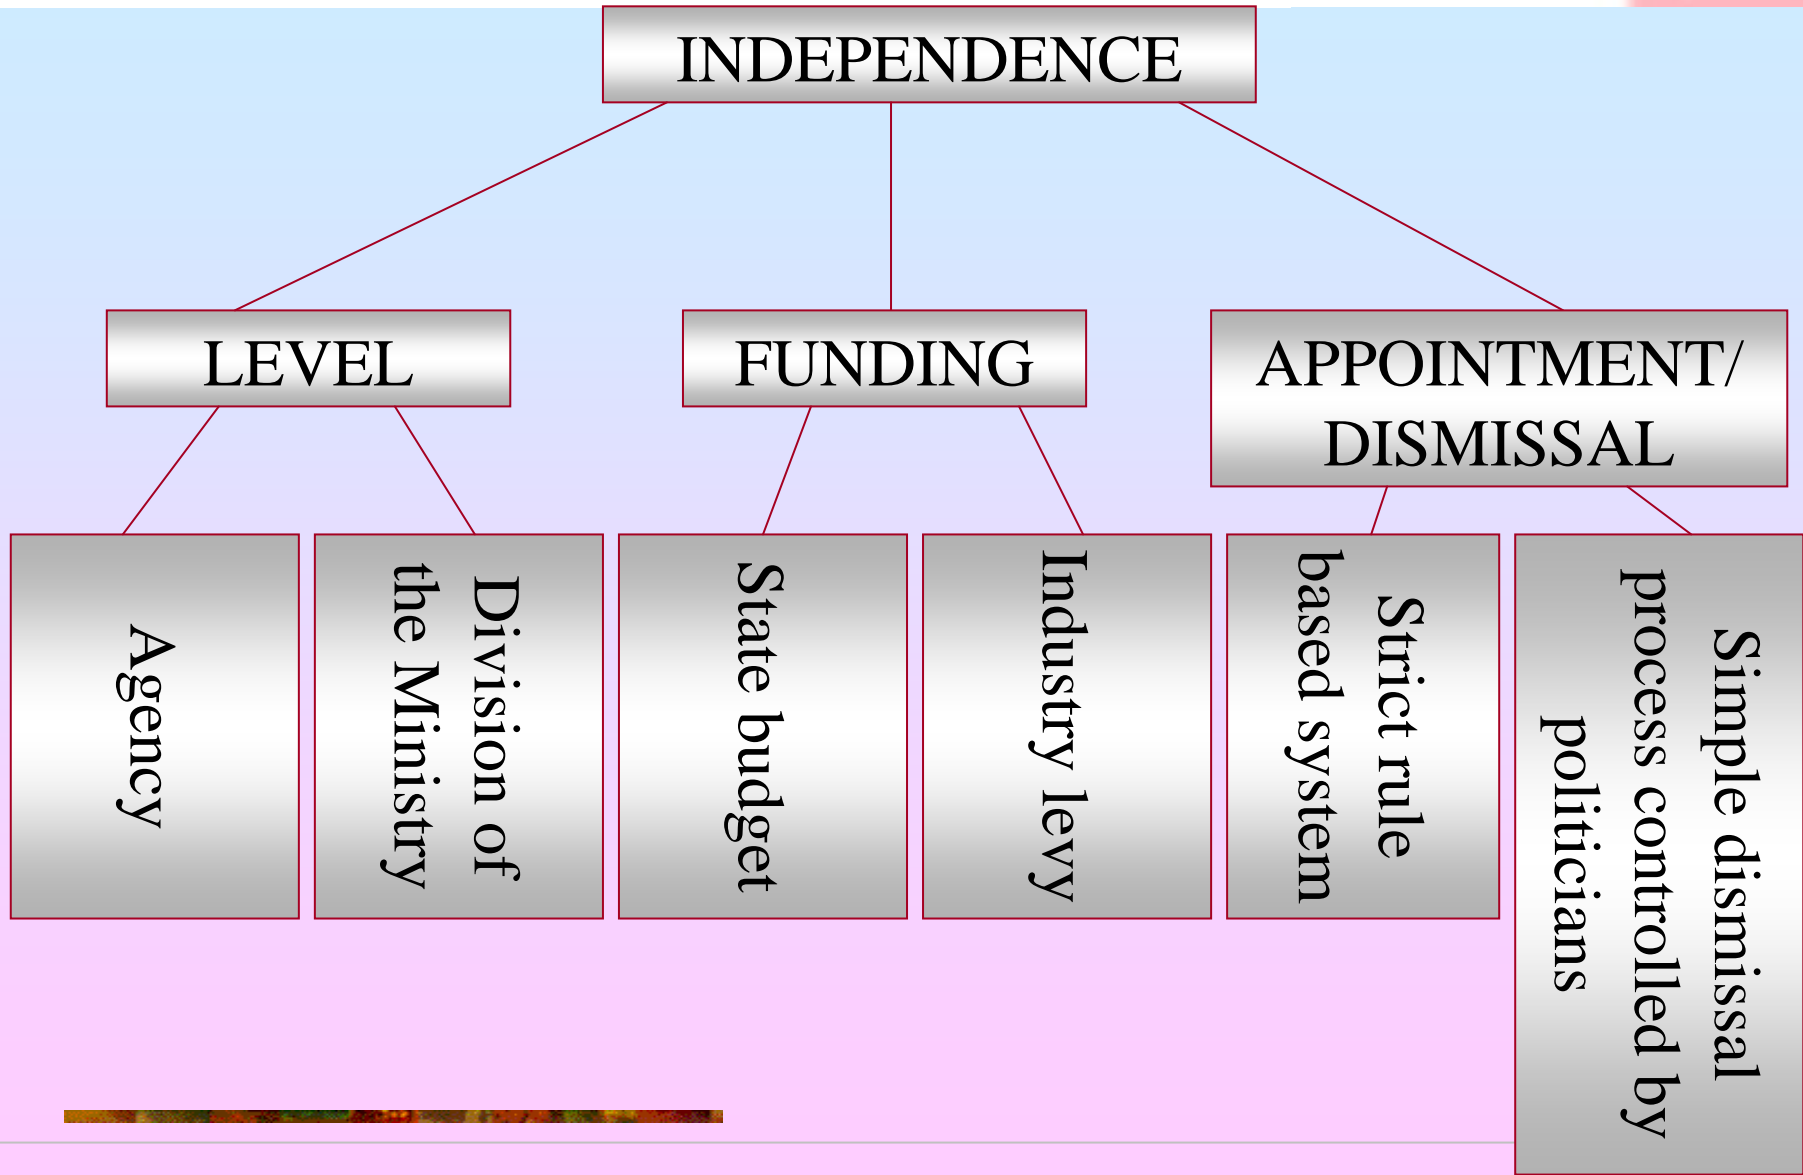 INDEPENDENCE
LEVEL
FUNDING
APPOINTMENT/
DISMISSAL
Agency
Division of
the Ministry
State budget
Industry levy
Strict rule
based system
Simple dismissal
process controlled by
politicians